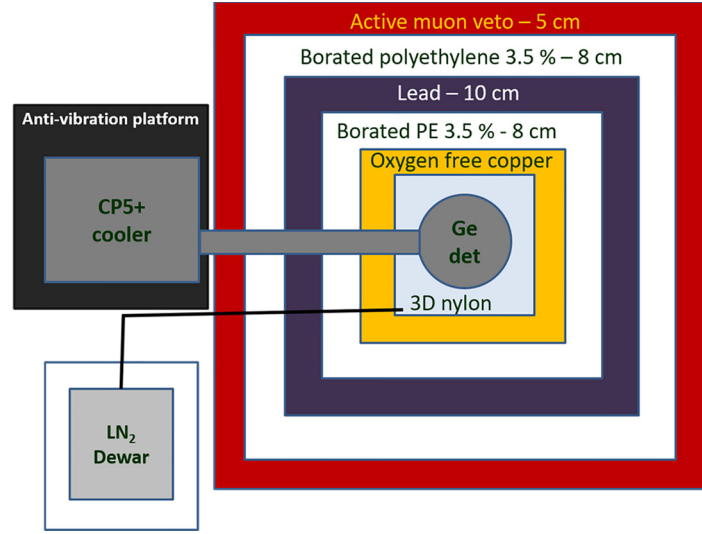 Active muon veto – 5 cm
Borated polyethylene 3.5 % – 8 cm
Lead – 10 cm
Anti-vibration platform
Borated PE 3.5 % - 8 cm
Oxygen free copper
CP5+
cooler
Ge
det
3D nylon
LN₂
Dewar